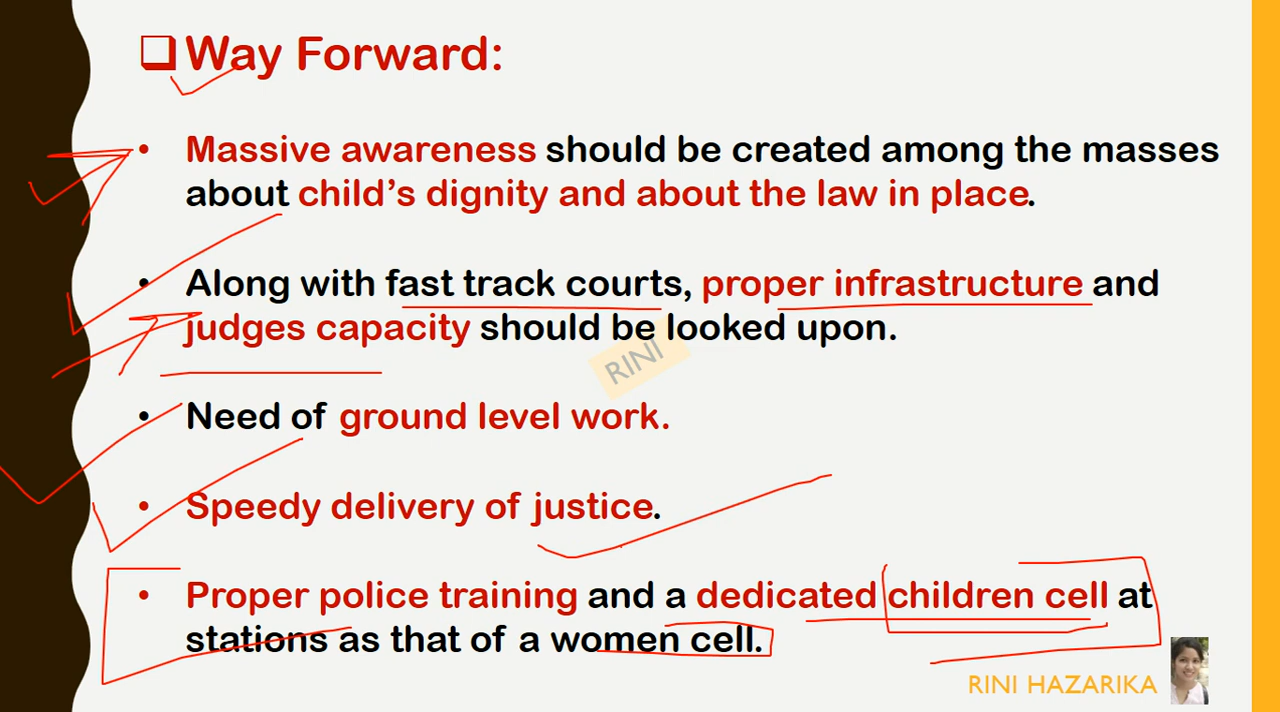 Way Forward:
• Massive awareness should be created among the masses
about child's dignity and about the law in place.
• Along with fast track courts, proper infrastructure and
judges capacity should be looked upon.
RINI
• Need of ground level work.
• Speedy delivery of justice.
• Proper police training and a dedicated children cell at
stations as that of a women cell.
RINI HAZARIKA